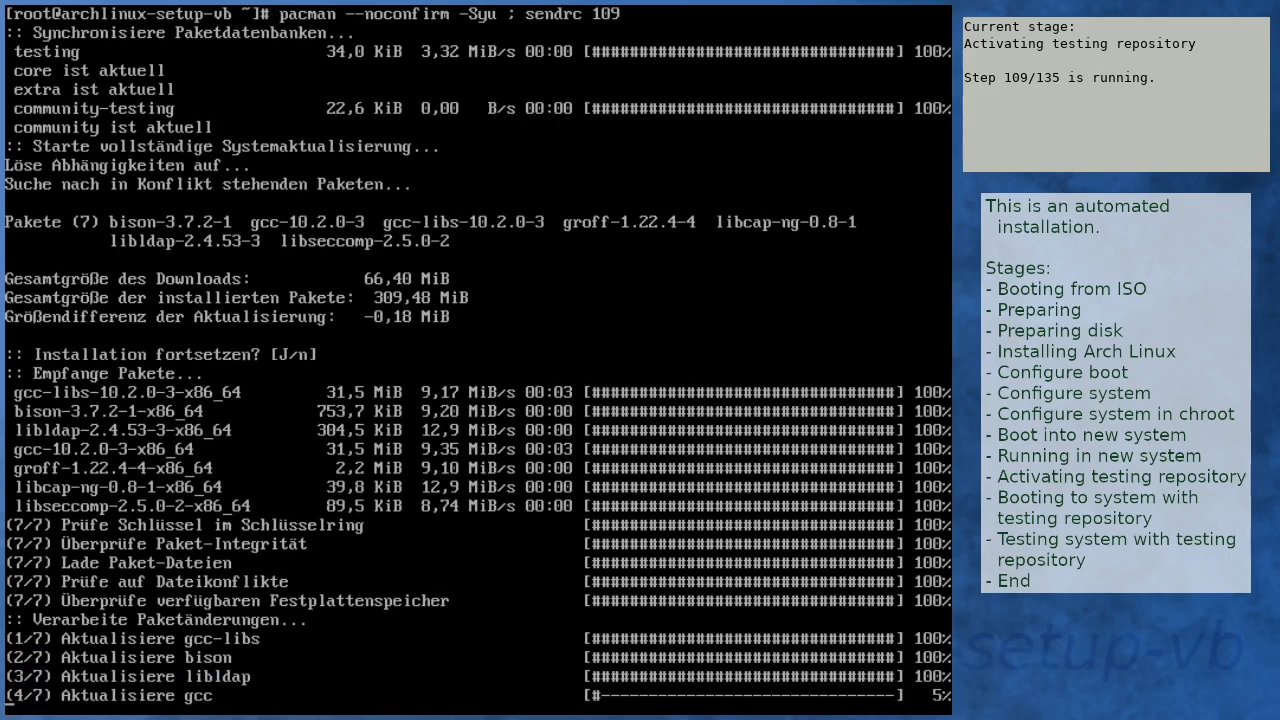 [root@archlinux-setup-vb ~]# pacman --noconfirm -Syu ; sendrc 109
:: Synchronisiere Paketdatenbanken...
testing 34,0 KiB 3,32 MiB/s 00:00 [################################] 100%
core ist aktuell
extra ist aktuell
community-testing 22,6 KiB 0,00 B/s 00:00 [################################] 100%
community ist aktuell
:: Starte vollständige Systemaktualisierung...
Löse Abhängigkeiten auf...
Suche nach in Konflikt stehenden Paketen...
Pakete (7) bison-3.7.2-1 gcc-10.2.0-3 gcc-libs-10.2.0-3 groff-1.22.4-4 libcap-ng-0.8-1
libldap-2.4.53-3 libseccomp-2.5.0-2
Gesamtgröße des Downloads: 66,40 MiB
Gesamtgröße der installierten Pakete: 309,48 MiB
Größendifferenz der Aktualisierung: -0,18 MiB
:: Installation fortsetzen? [J/n]
:: Empfange Pakete...
gcc-libs-10.2.0-3-x86_64 31,5 MiB 9,17 MiB/s 00:03 [################################] 100%
bison-3.7.2-1-x86_64 753,7 KiB 9,20 MiB/s 00:00 [################################] 100%
libldap-2.4.53-3-x86_64 304,5 KiB 12,9 MiB/s 00:00 [################################] 100%
gcc-10.2.0-3-x86_64 31,5 MiB 9,35 MiB/s 00:03 [################################] 100%
groff-1.22.4-4-x86_64 2,2 MiB 9,10 MiB/s 00:00 [################################] 100%
libcap-ng-0.8-1-x86_64 39,8 KiB 12,9 MiB/s 00:00 [################################] 100%
libseccomp-2.5.0-2-x86_64 89,5 KiB 8,74 MiB/s 00:00 [################################] 100%
(7/7) Prüfe Schlüssel im Schlüsselring [################################] 100%
(7/7) Überprüfe Paket-Integrität [################################] 100%
(7/7) Lade Paket-Dateien [################################] 100%
(7/7) Prüfe auf Dateikonflikte [################################] 100%
(7/7) Überprüfe verfügbaren Festplattenspeicher [################################] 100%
:: Verarbeite Paketänderungen...
(1/7) Aktualisiere gcc-libs [################################] 100%
(2/7) Aktualisiere bison [################################] 100%
(3/7) Aktualisiere libldap [################################] 100%
(4/7) Aktualisiere gcc [#-------------------------------] 5%
Current stage:
Activating testing repository
Step 109/135 is running.
This is an automated
installation.
Stages:
- Booting from ISO
- Preparing
- Preparing disk
- Installing Arch Linux
- Configure boot
- Configure system
- Configure system in chroot
- Boot into new system
- Running in new system
- Activating testing repository
- Booting to system with
testing repository
- Testing system with testing
repository
- End
setup-vb